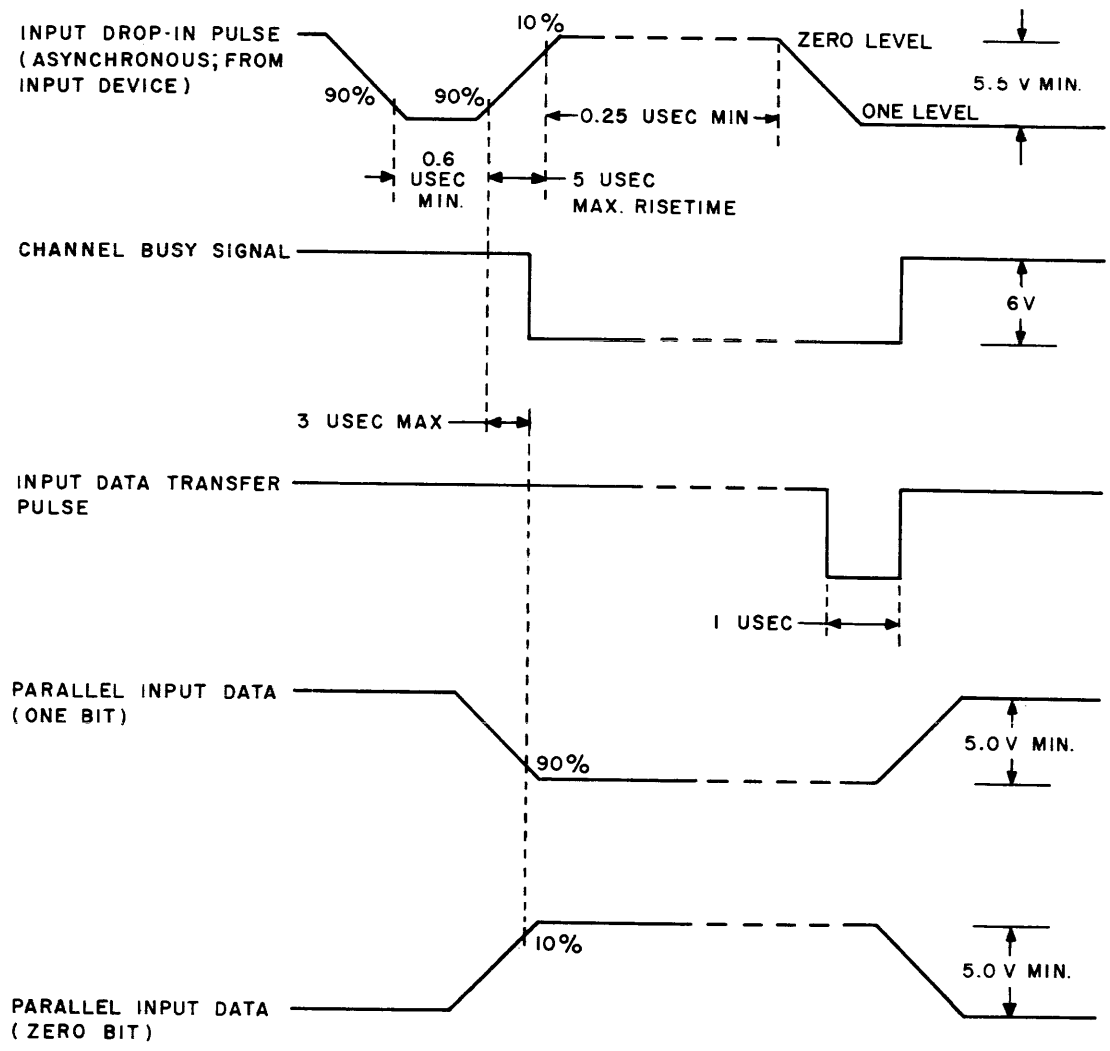 INPUT DROP-IN PULSE
(ASYNCHRONOUS; FROM
INPUT DEVICE)
10%
ZERO LEVEL
5.5 V MIN.
90%
90%
0.25 USEC MIN
ONE LEVEL
0.6
USEC
MIN.
5 USEC
MAX. RISETIME
CHANNEL BUSY SIGNAL
6 V
3 USEC MAX
INPUT DATA TRANSFER
PULSE
1 USEC
PARALLEL INPUT DATA
(ONE BIT)
90%
5.0 V MIN.
10%
5.0 V MIN.
PARALLEL INPUT DATA
(ZERO BIT)